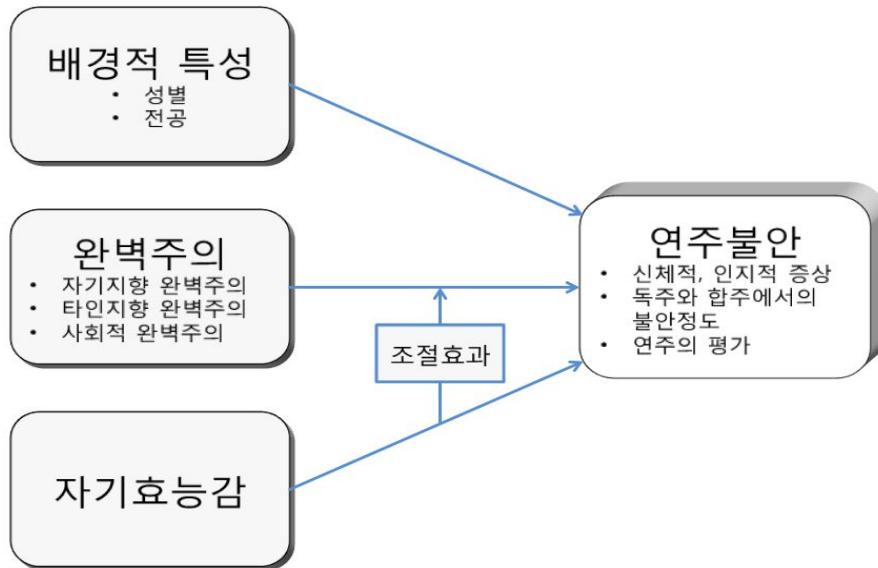 배경적 특성
• 성별
• 전공
완벽주의
• 자기지향 완벽주의
• 타인지향 완벽주의
• 사회적 완벽주의
자기효능감
조절효과
연주불안
• 신체적, 인지적 증상
• 독주와 합주에서의
불안정도
• 연주의 평가